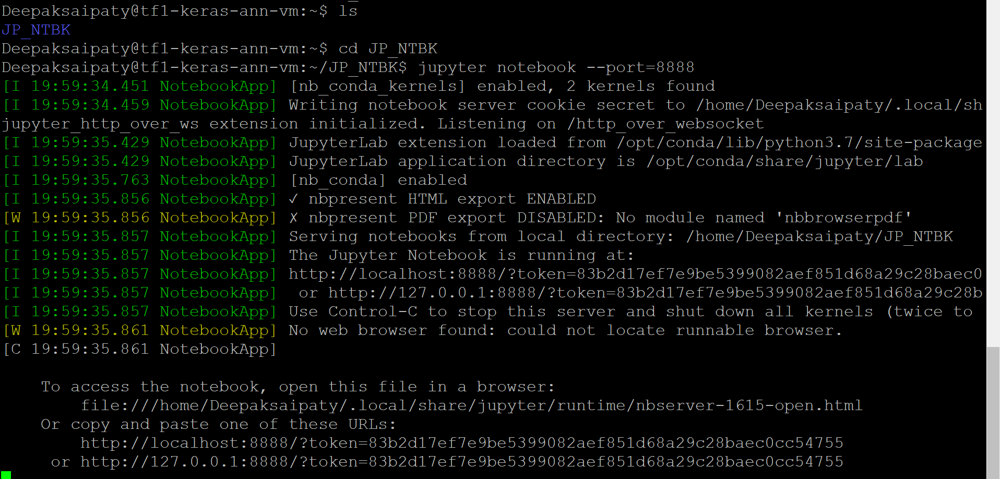 Deepaksaipaty@tf1-keras-ann-vm:~$ ls
JP_NTBK
Deepaksaipaty@tf1-keras-ann-vm:~$ cd JP_NTBK
Deepaksaipaty@tf1-keras-ann-vm:~/JP_NTBK$ jupyter notebook --port=8888
[I 19:59:34.451 NotebookApp] [nb_conda_kernels] enabled, 2 kernels found
[I 19:59:34.459 NotebookApp] Writing notebook server cookie secret to /home/Deepaksaipaty/.local/sh
jupyter_http_over_ws extension initialized. Listening on /http_over_websocket
[I 19:59:35.429 NotebookApp] JupyterLab extension loaded from /opt/conda/lib/python3.7/site-package
[I 19:59:35.429 NotebookApp] JupyterLab application directory is /opt/conda/share/jupyter/lab
[I 19:59:35.763 NotebookApp] [nb_conda] enabled
[I 19:59:35.856 NotebookApp] ✓ nbpresent HTML export ENABLED
[W 19:59:35.856 NotebookApp] ✗ nbpresent PDF export DISABLED: No module named 'nbbrowserpdf'
[I 19:59:35.857 NotebookApp] Serving notebooks from local directory: /home/Deepaksaipaty/JP_NTBK
[I 19:59:35.857 NotebookApp] The Jupyter Notebook is running at:
[I 19:59:35.857 NotebookApp] http://localhost:8888/?token=83b2d17ef7e9be5399082aef851d68a29c28baec0
[I 19:59:35.857 NotebookApp]  or http://127.0.0.1:8888/?token=83b2d17ef7e9be5399082aef851d68a29c28b
[I 19:59:35.857 NotebookApp] Use Control-C to stop this server and shut down all kernels (twice to
[W 19:59:35.861 NotebookApp] No web browser found: could not locate runnable browser.
[C 19:59:35.861 NotebookApp]
To access the notebook, open this file in a browser:
file:///home/Deepaksaipaty/.local/share/jupyter/runtime/nbserver-1615-open.html
Or copy and paste one of these URLs:
http://localhost:8888/?token=83b2d17ef7e9be5399082aef851d68a29c28baec0cc54755
or http://127.0.0.1:8888/?token=83b2d17ef7e9be5399082aef851d68a29c28baec0cc54755